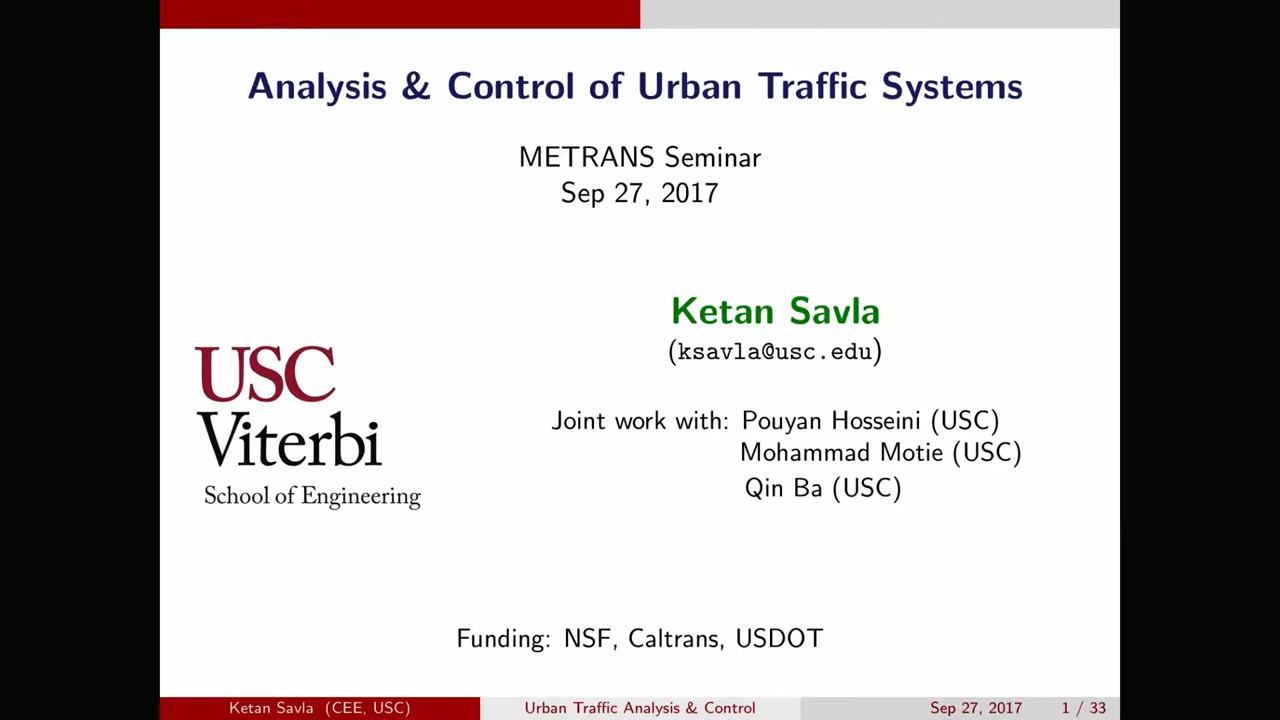 Analysis & Control of Urban Traffic Systems
METRANS Seminar
Sep 27, 2017
Ketan Savla
(ksavla@usc.edu)
USC
Viterbi
School of Engineering
Joint work with: Pouyan Hosseini (USC)
Mohammad Motie (USC)
Qin Ba (USC)
Funding: NSF, Caltrans, USDOT
Ketan Savla (CEE, USC) Urban Traffic Analysis & Control Sep 27, 2017 1 / 33